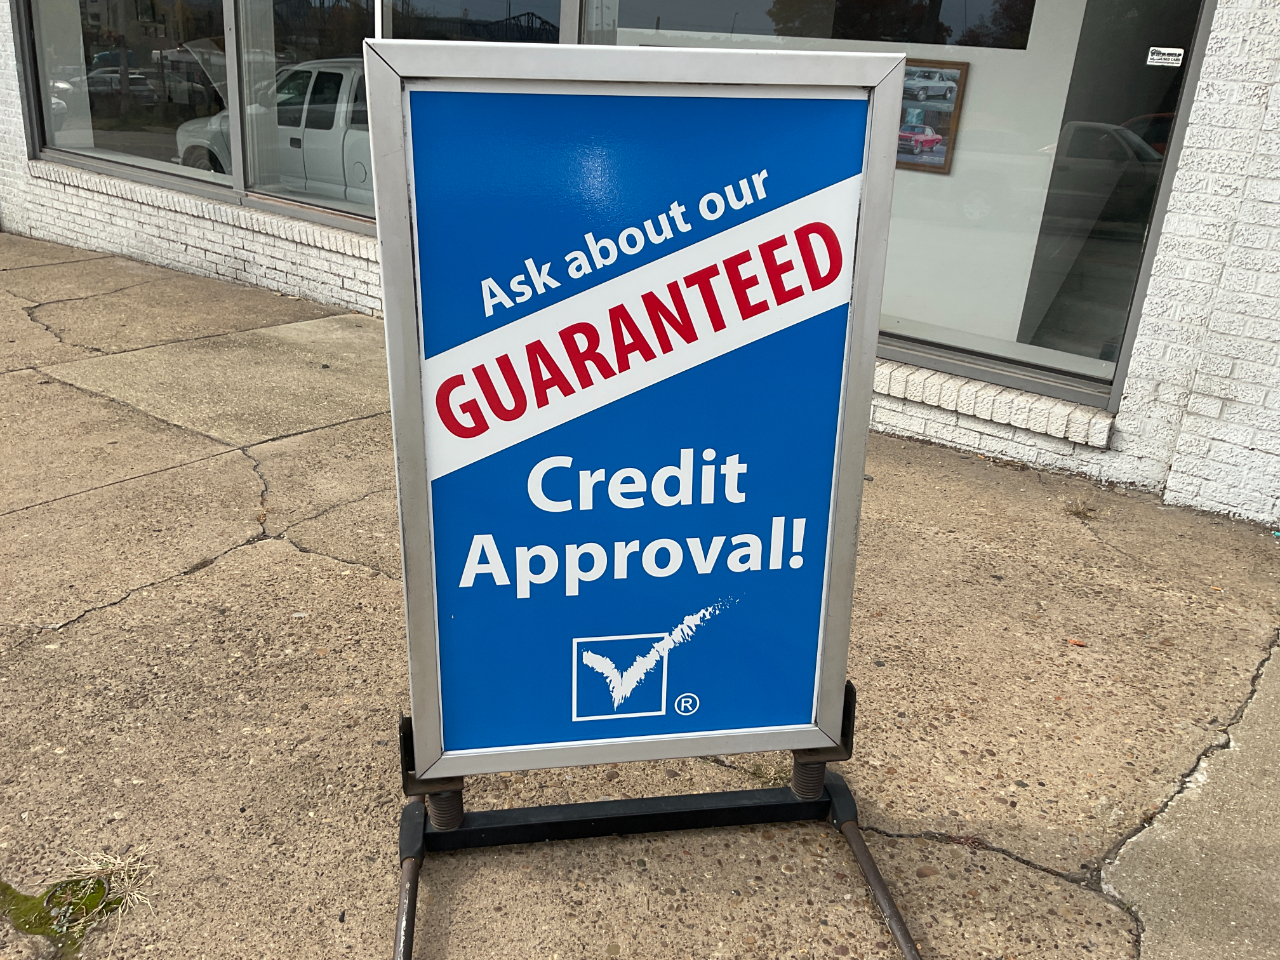 Ask about our
GUARANTEED
Credit
Approval!
®